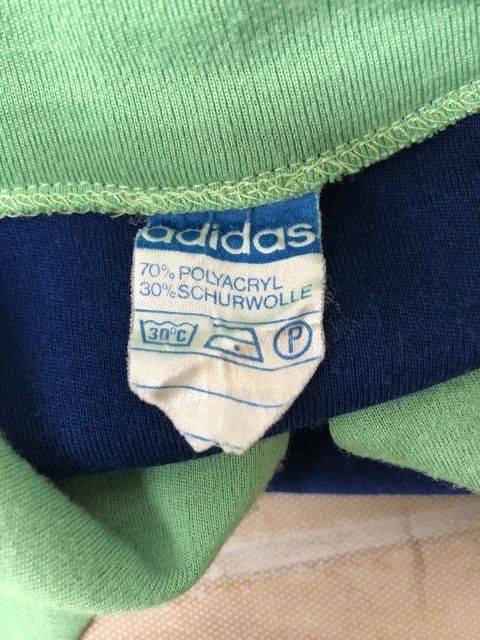 adidas
70% POLYACRYL
30% SCHURWOLLE
30°C P